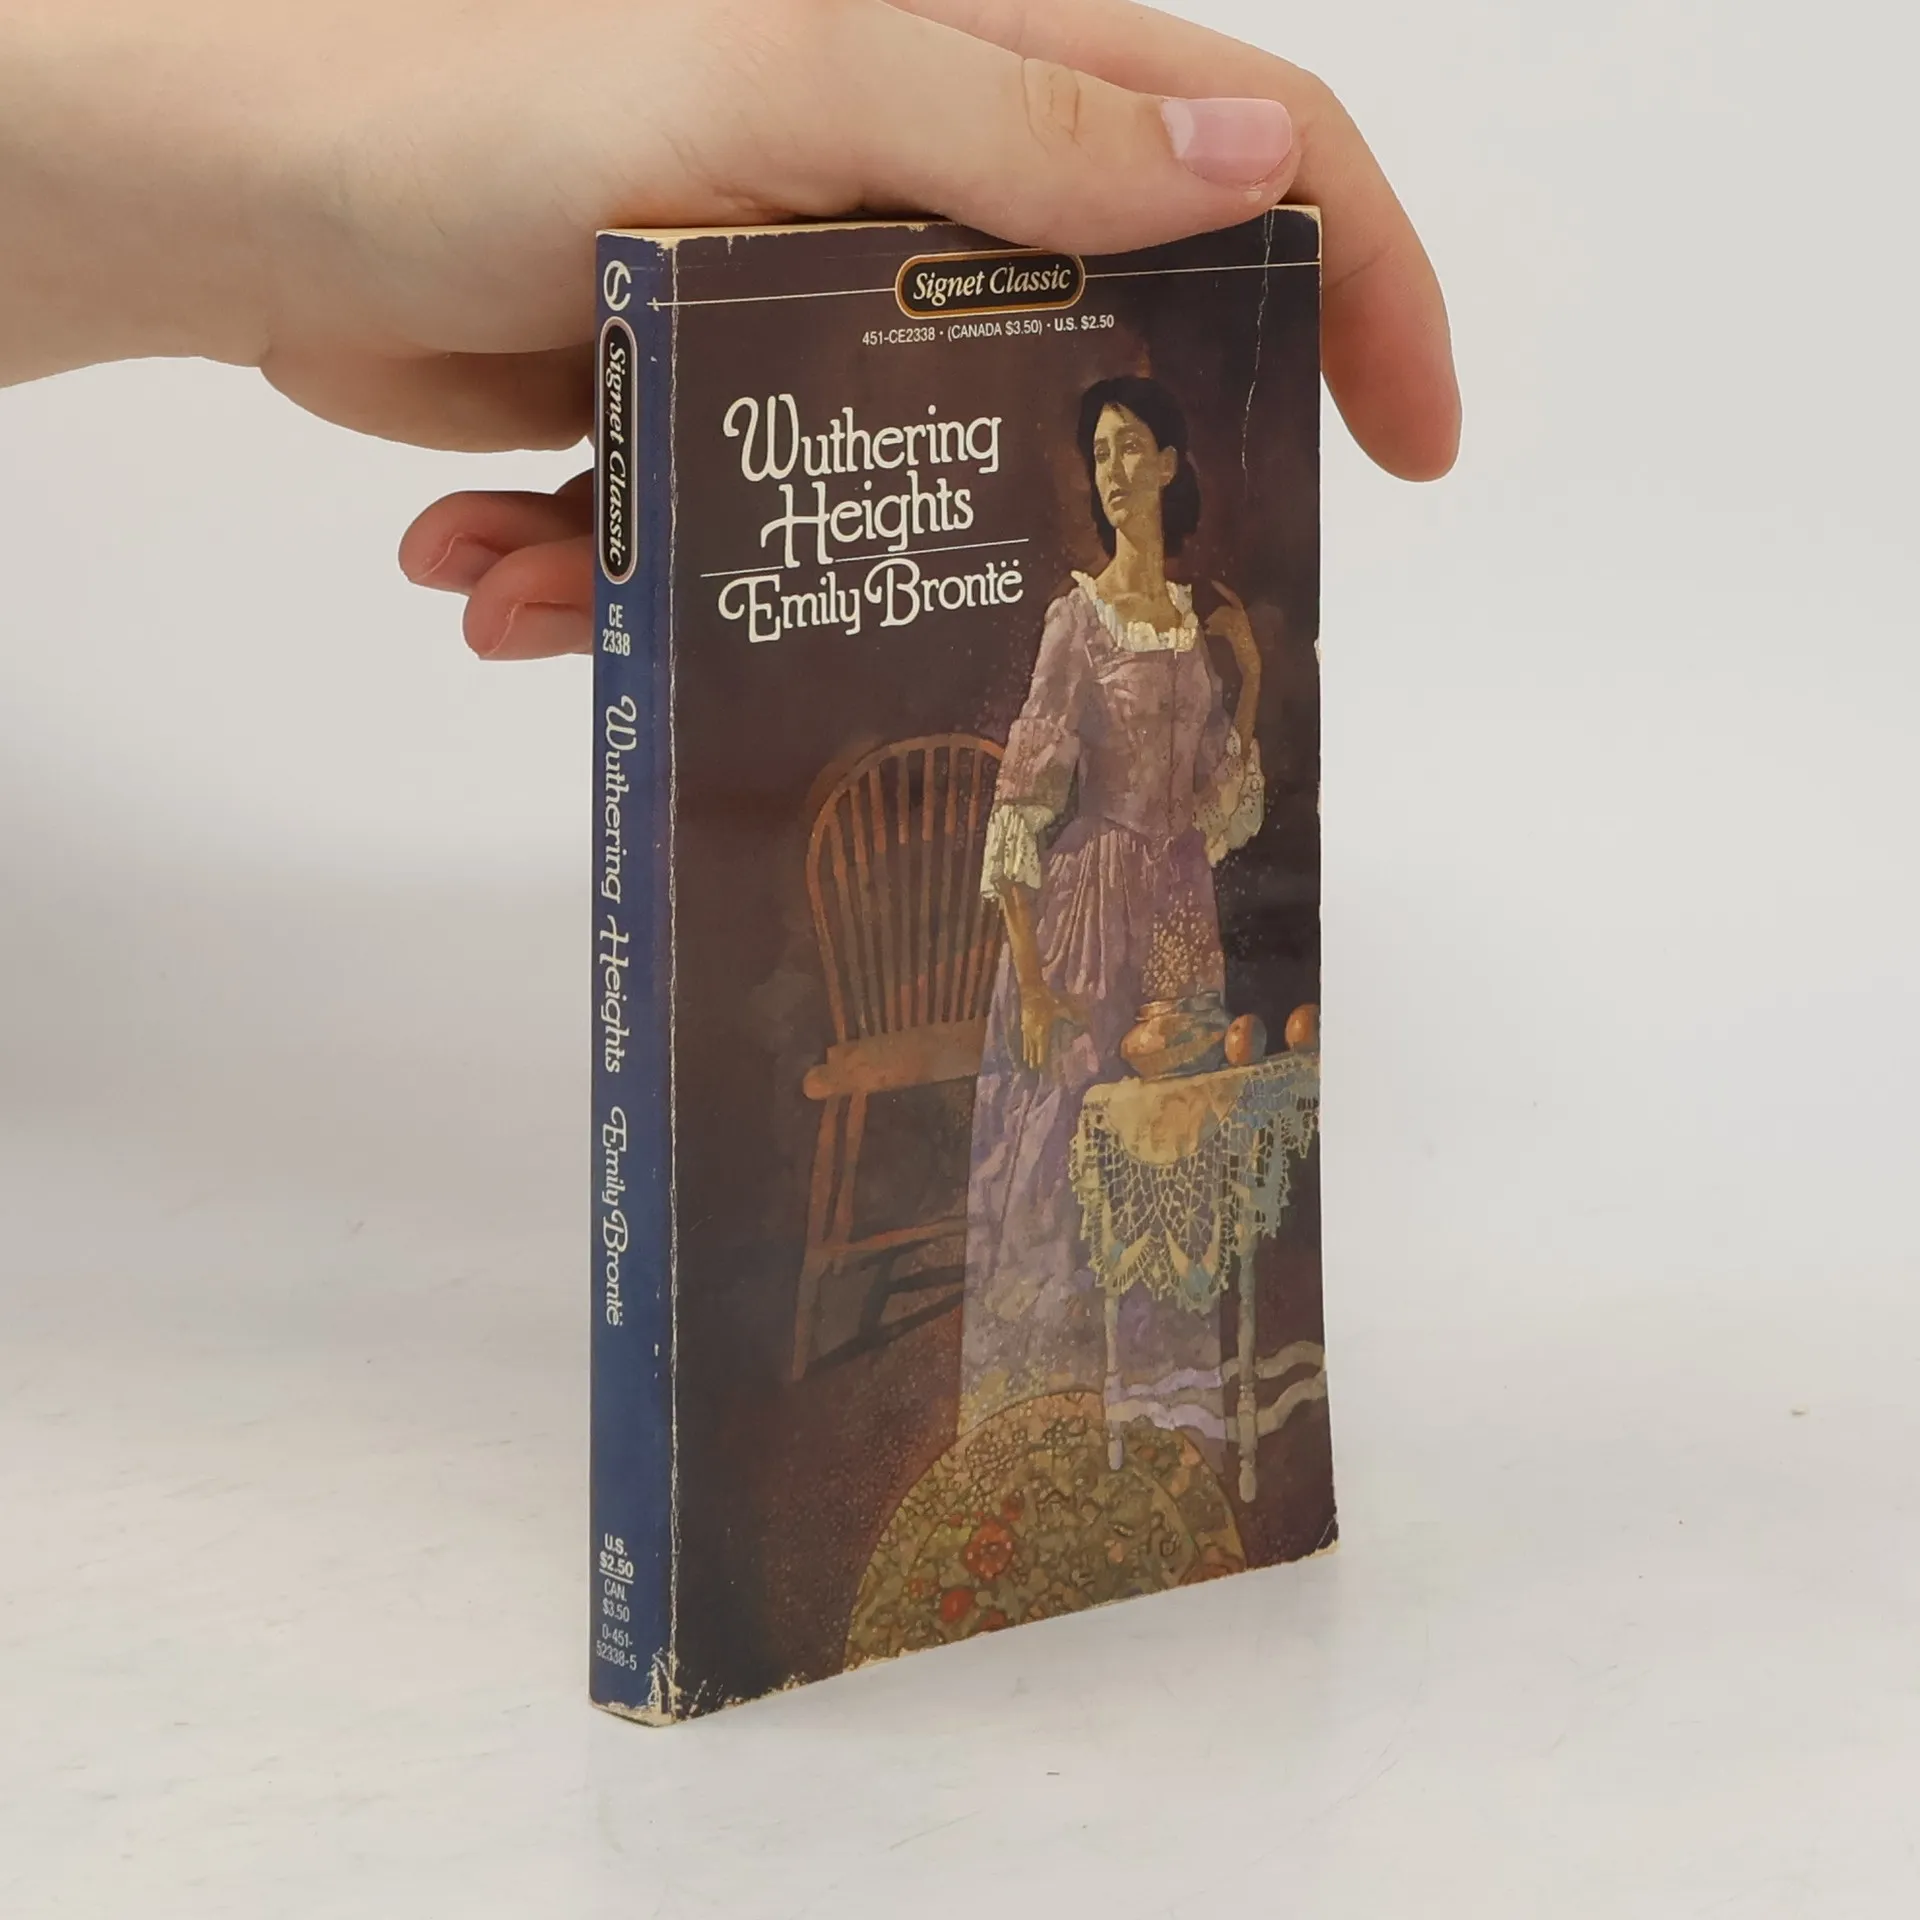 Signet Classic
451-CE2338 • (CANADA $3.50) • U.S. $2.50
Wuthering
Heights
Emily Brontë
Signet Classic
CE
2338
Wuthering Heights Emily Brontë
U.S.
$2.50
CAN.
$3.50
0-451-
52338-5